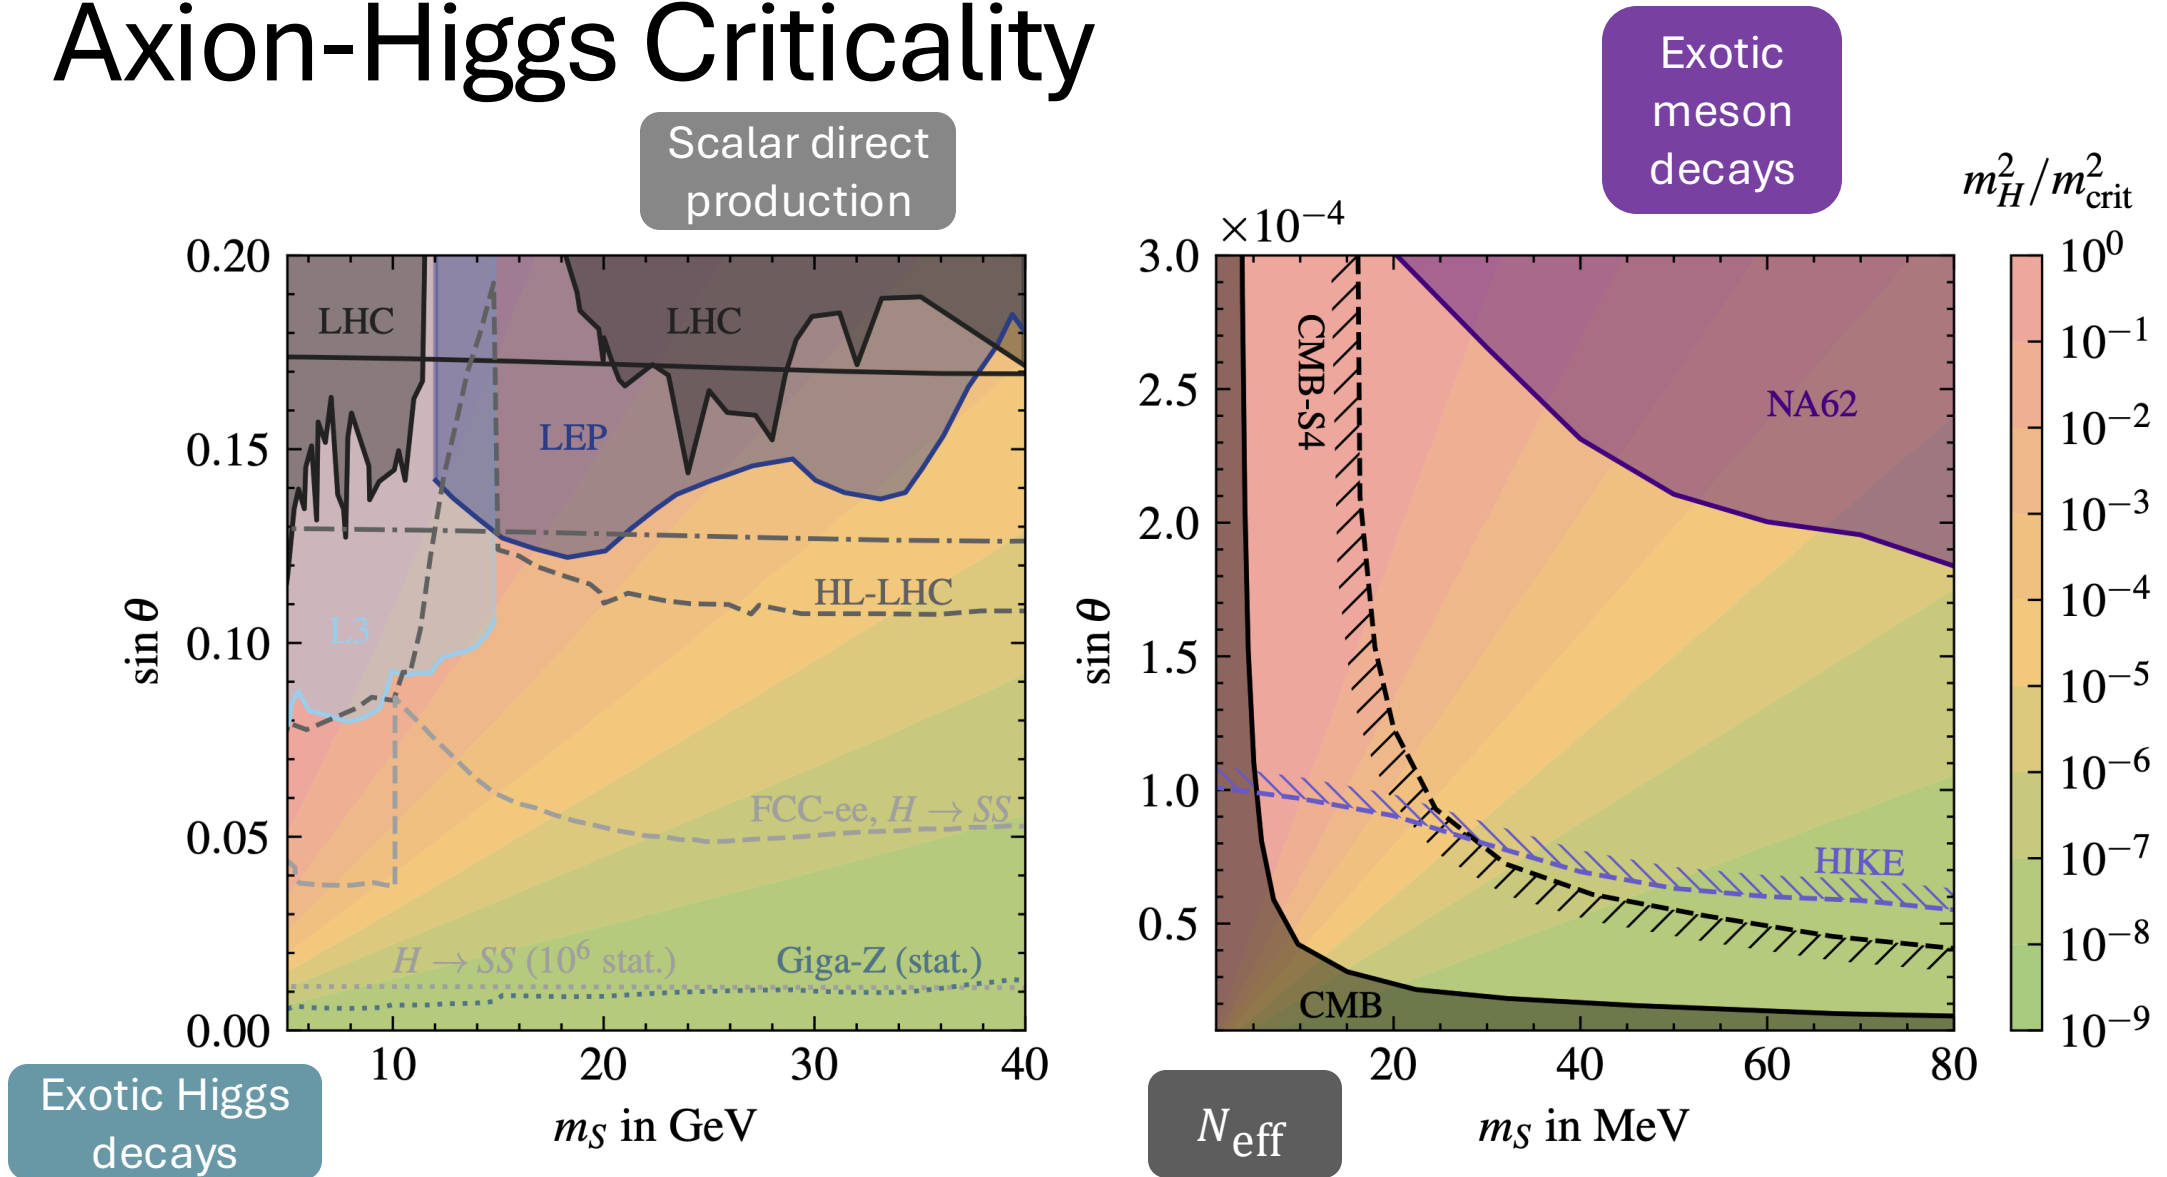 Axion-Higgs Criticality
Scalar direct
production
Exotic
meson
decays
0.20
0.15
0.10
0.05
0.00
sin θ
LHC
LHC
LEP
L3
HL-LHC
FCC-ee, H → SS
H → SS (10⁶ stat.)
Giga-Z (stat.)
10
20
30
40
m_S in GeV
Exotic Higgs
decays
×10⁻⁴
3.0
2.5
2.0
1.5
1.0
0.5
sin θ
CMB-S4
NA62
HIKE
CMB
20
40
60
80
m_S in MeV
N_eff
m_H²/m_crit²
10⁰
10⁻¹
10⁻²
10⁻³
10⁻⁴
10⁻⁵
10⁻⁶
10⁻⁷
10⁻⁸
10⁻⁹